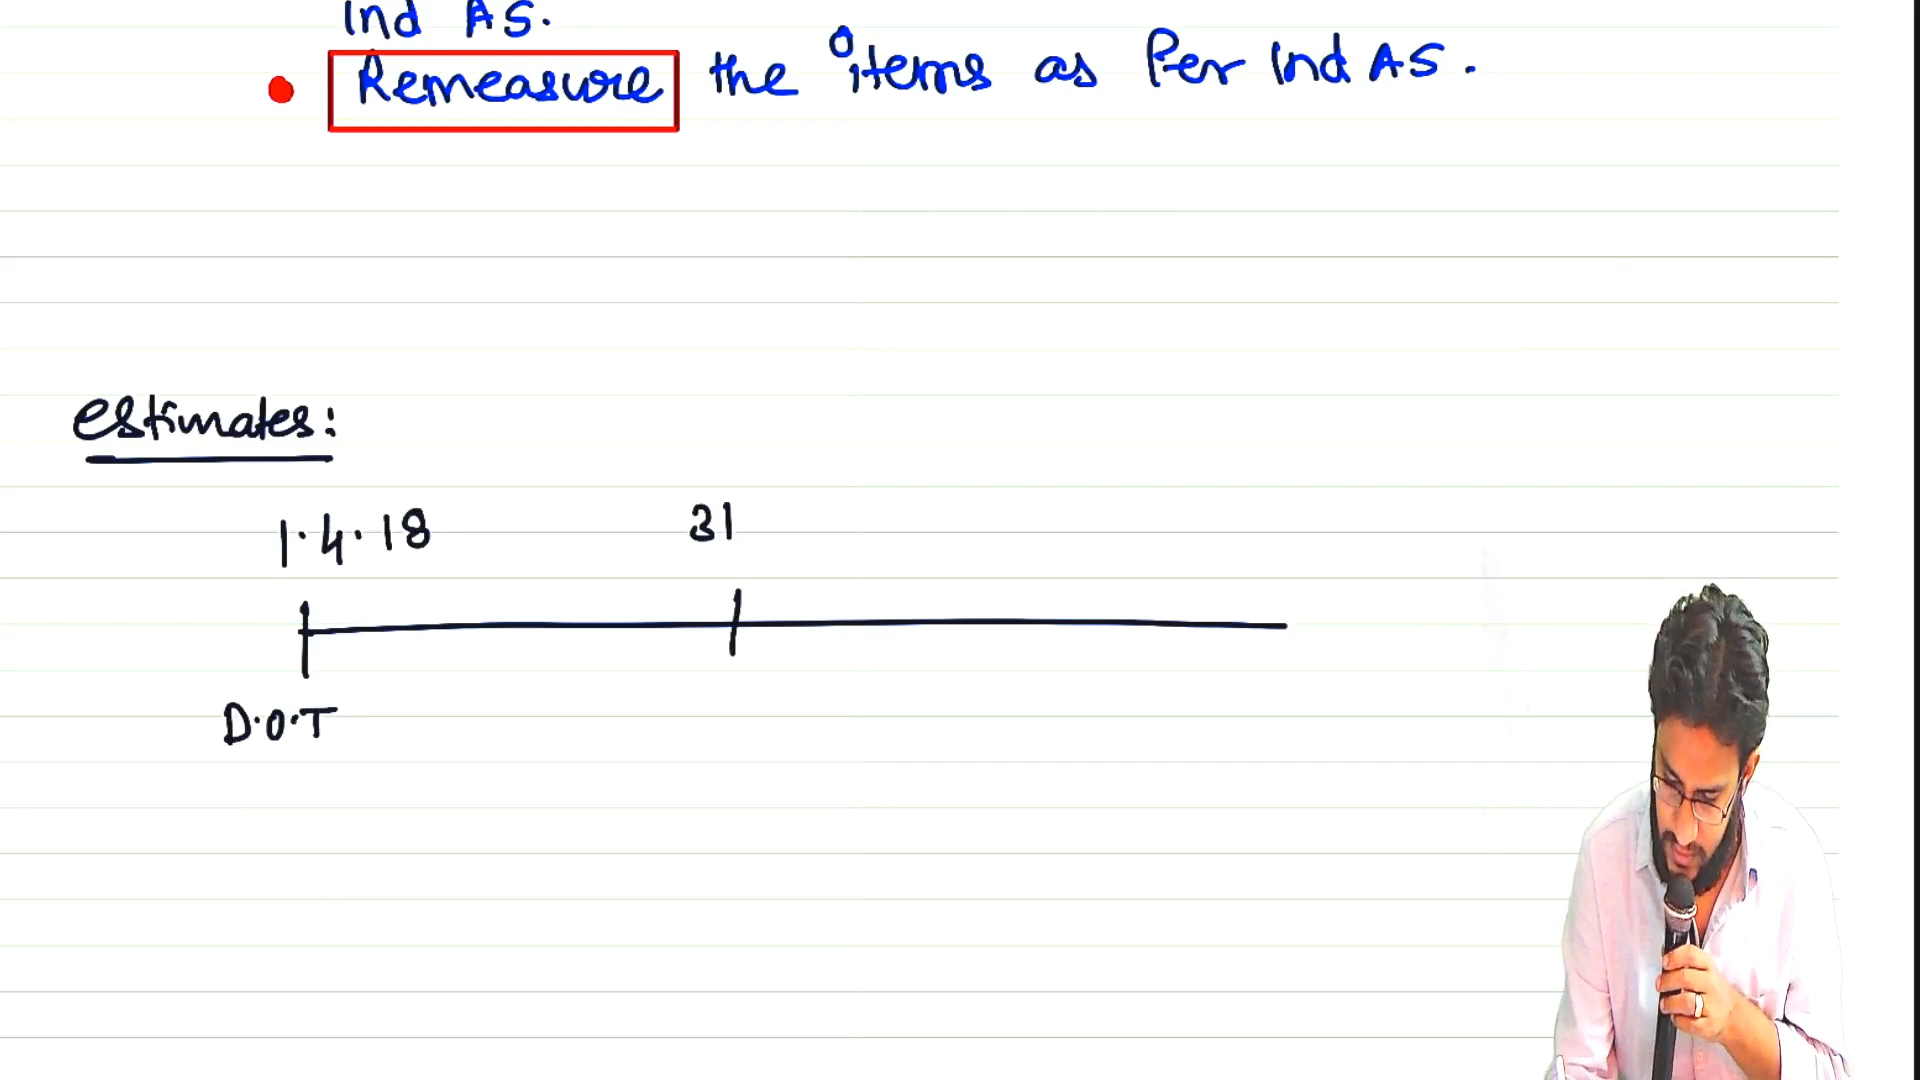 Ind AS.
• Remeasure the items as Per Ind AS.
estimates:
1.4.18 31
D.O.T